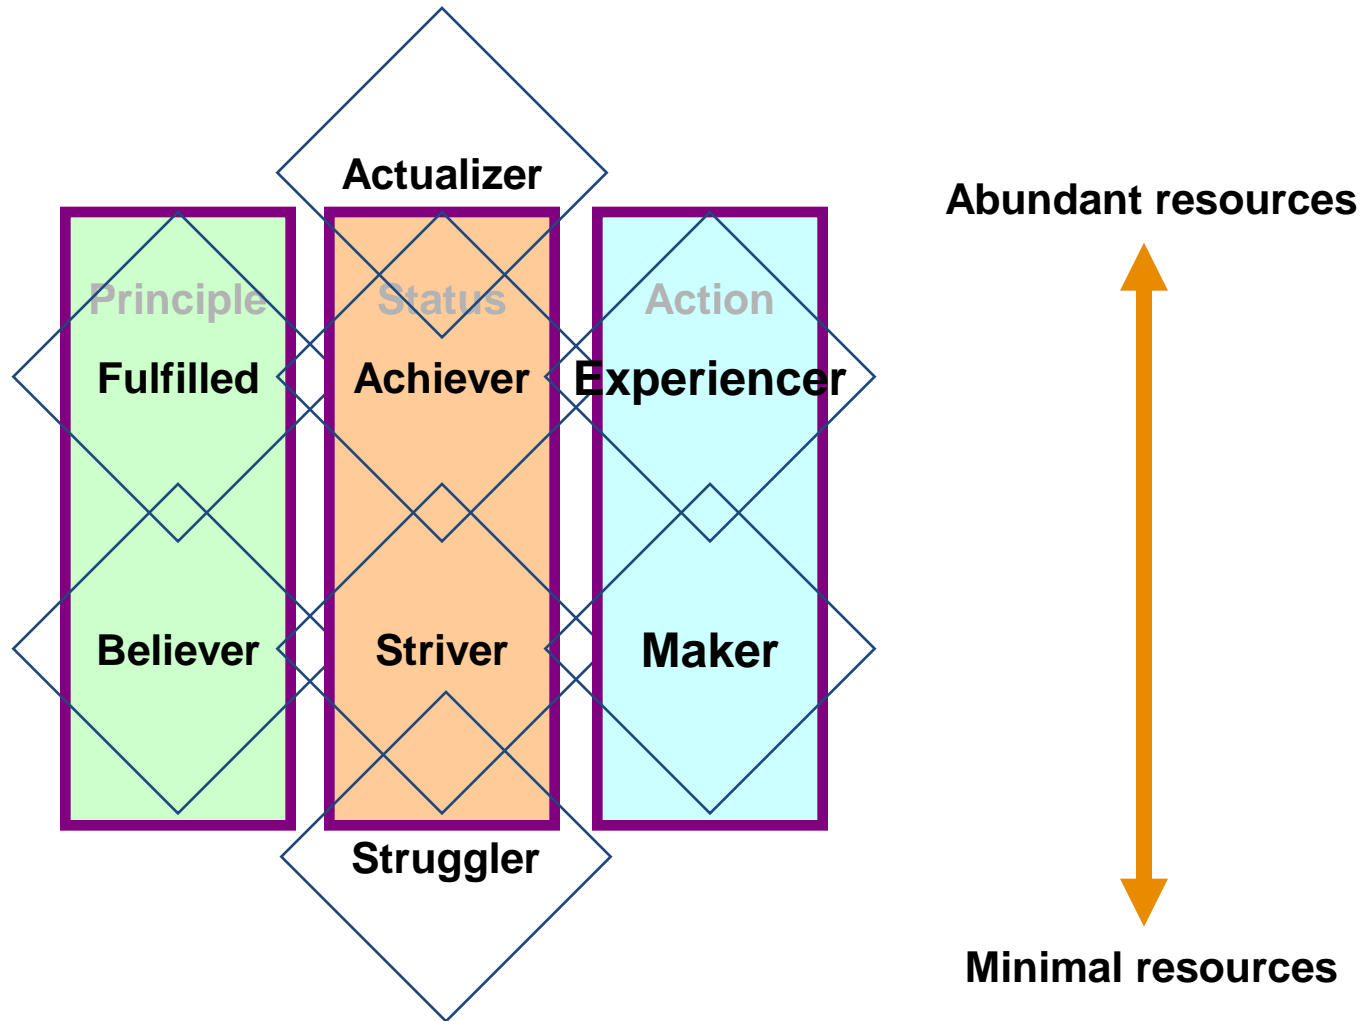 Actualizer
Abundant resources
Principle
Status
Action
Fulfilled
Achiever
Experiencer
Believer
Striver
Maker
Struggler
Minimal resources